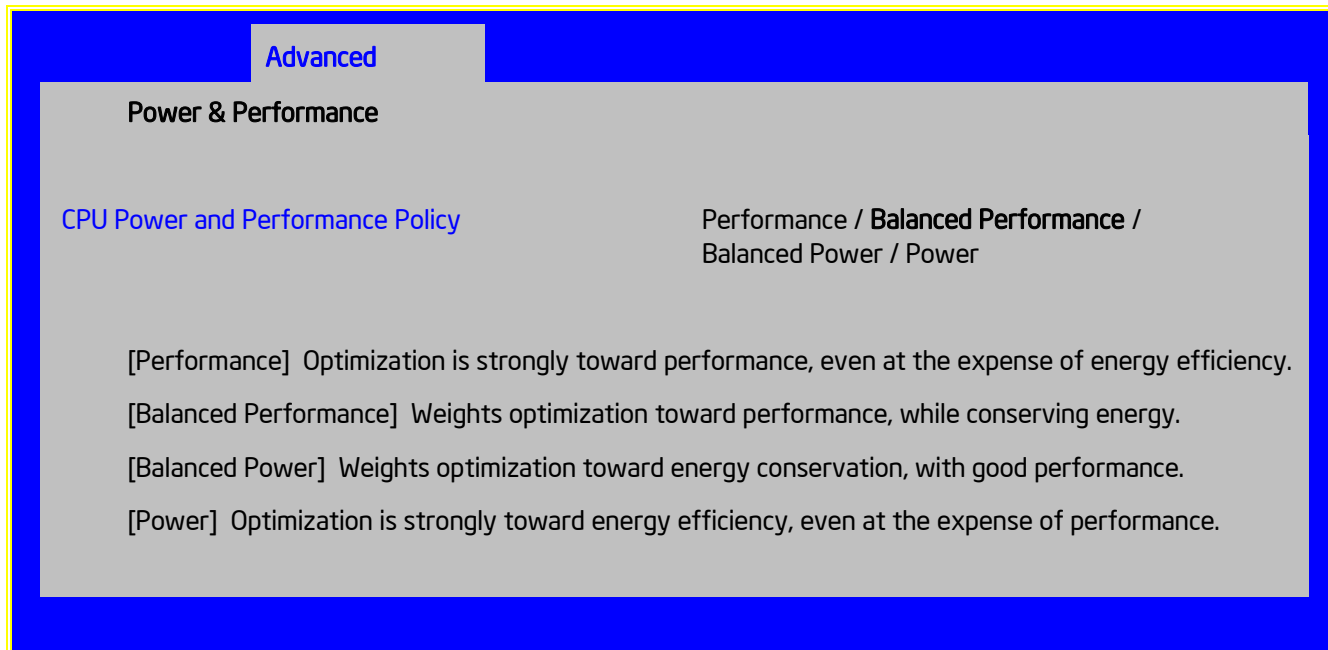 Advanced
Power & Performance
CPU Power and Performance Policy Performance / Balanced Performance /
Balanced Power / Power
[Performance] Optimization is strongly toward performance, even at the expense of energy efficiency.
[Balanced Performance] Weights optimization toward performance, while conserving energy.
[Balanced Power] Weights optimization toward energy conservation, with good performance.
[Power] Optimization is strongly toward energy efficiency, even at the expense of performance.